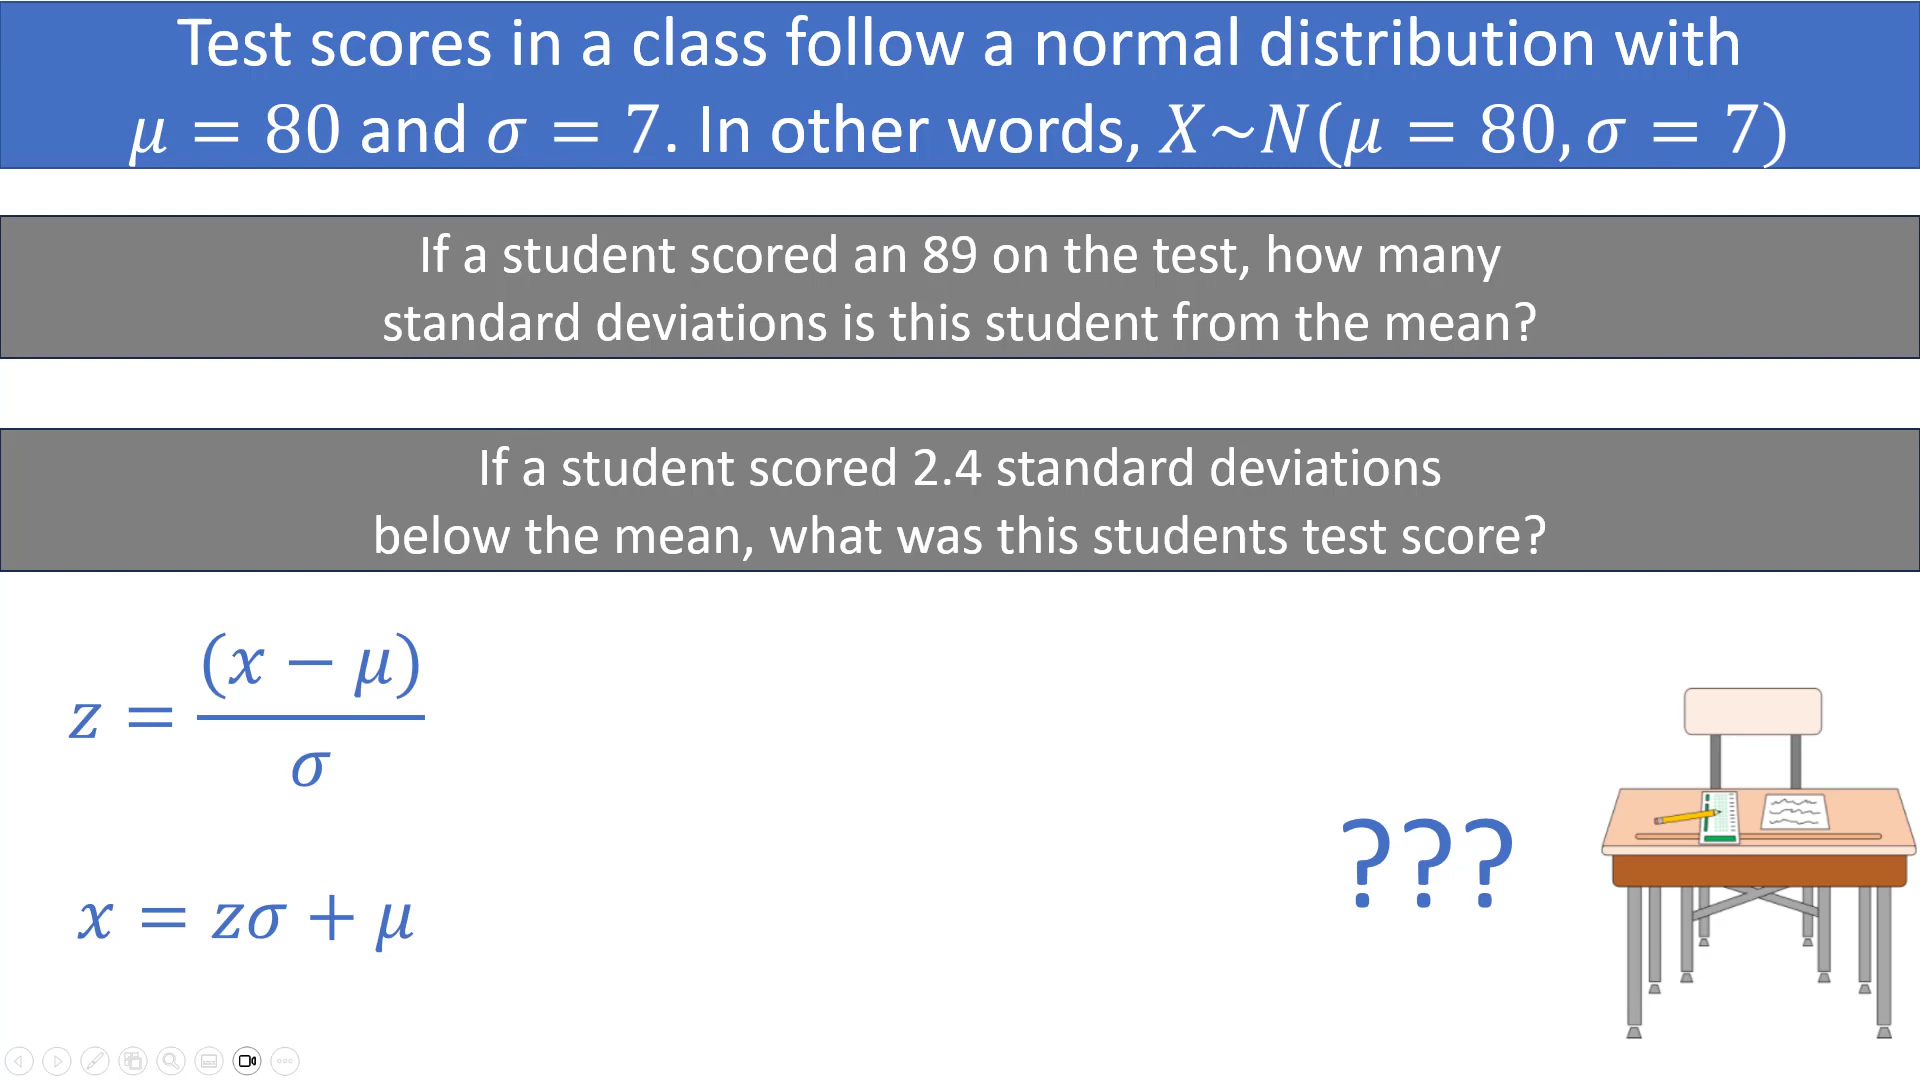 Test scores in a class follow a normal distribution with
μ = 80 and σ = 7. In other words, X~N(μ = 80, σ = 7)
If a student scored an 89 on the test, how many
standard deviations is this student from the mean?
If a student scored 2.4 standard deviations
below the mean, what was this students test score?
z = (x − μ) / σ
x = zσ + μ
???